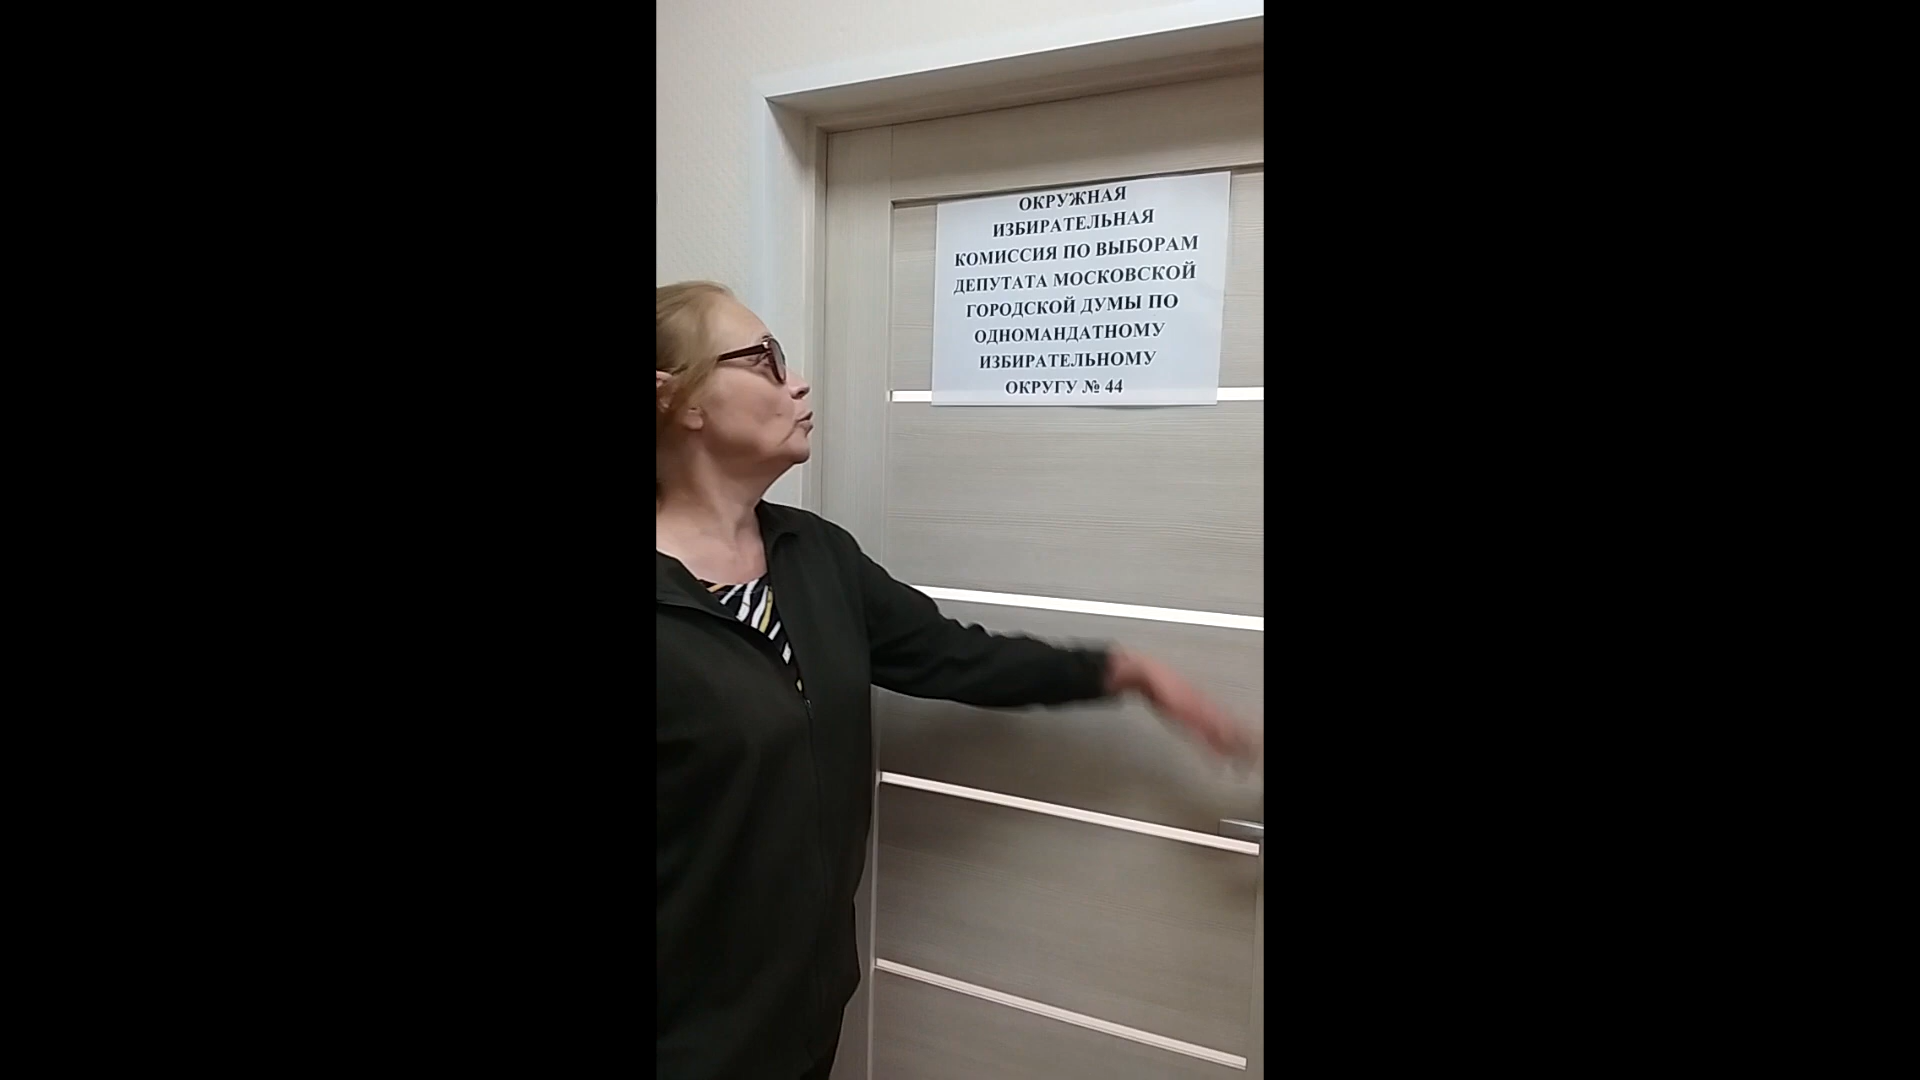 ОКРУЖНАЯ
ИЗБИРАТЕЛЬНАЯ
КОМИССИЯ ПО ВЫБОРАМ
ДЕПУТАТА МОСКОВСКОЙ
ГОРОДСКОЙ ДУМЫ ПО
ОДНОМАНДАТНОМУ
ИЗБИРАТЕЛЬНОМУ
ОКРУГУ № 44